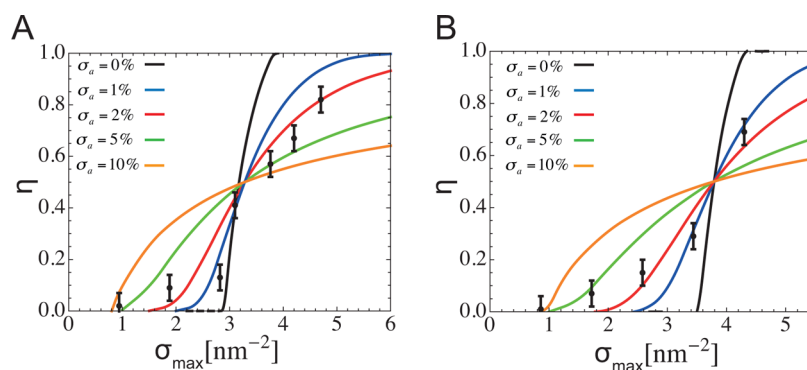 A
B
1.0
0.8
0.6
0.4
0.2
0.0
η
σₐ = 0%
σₐ = 1%
σₐ = 2%
σₐ = 5%
σₐ = 10%
0 1 2 3 4 5 6
σmax[nm⁻²]
1.0
0.8
0.6
0.4
0.2
0.0
η
σₐ = 0%
σₐ = 1%
σₐ = 2%
σₐ = 5%
σₐ = 10%
0 1 2 3 4 5
σmax[nm⁻²]